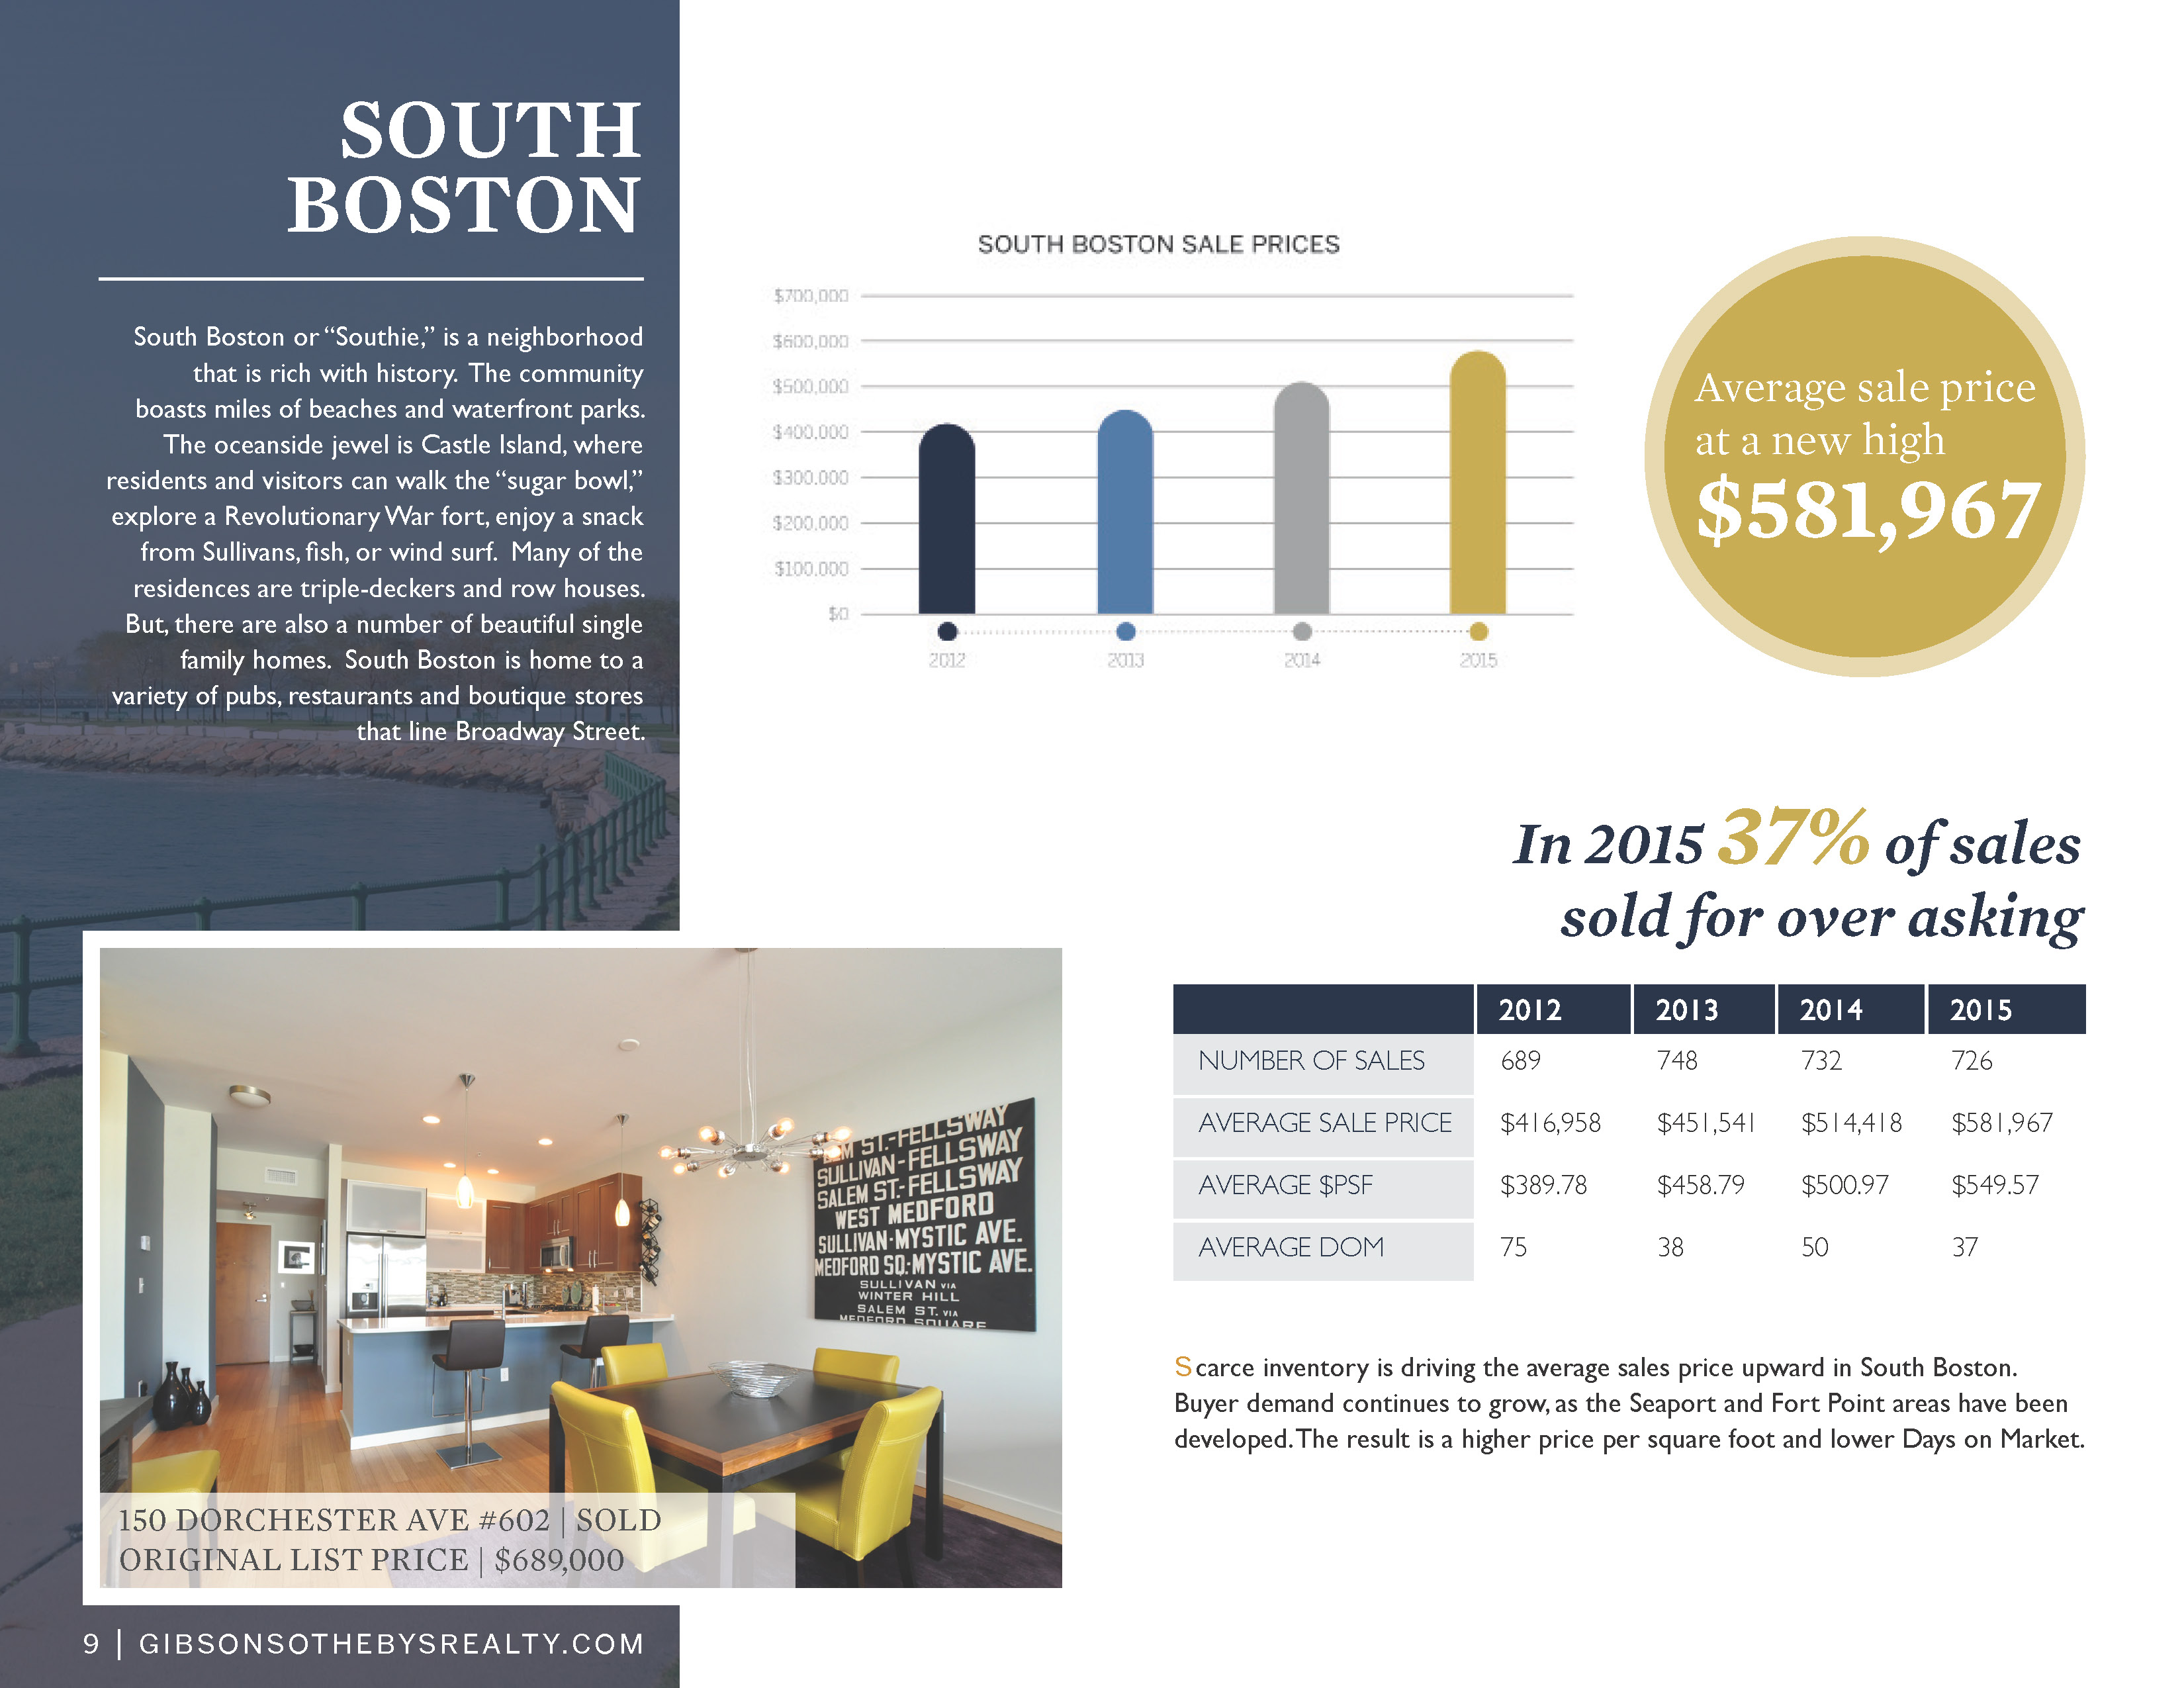 SOUTH
BOSTON
South Boston or “Southie,” is a neighborhood
that is rich with history. The community
boasts miles of beaches and waterfront parks.
The oceanside jewel is Castle Island, where
residents and visitors can walk the “sugar bowl,”
explore a Revolutionary War fort, enjoy a snack
from Sullivans, fish, or wind surf. Many of the
residences are triple-deckers and row houses.
But, there are also a number of beautiful single
family homes. South Boston is home to a
variety of pubs, restaurants and boutique stores
that line Broadway Street.
SOUTH BOSTON SALE PRICES
$700,000
$600,000
$500,000
$400,000
$300,000
$200,000
$100,000
$0
2012 2013 2014 2015
Average sale price
at a new high
$581,967
In 2015 37% of sales
sold for over asking
2012 2013 2014 2015
NUMBER OF SALES 689 748 732 726
AVERAGE SALE PRICE $416,958 $451,541 $514,418 $581,967
AVERAGE $PSF $389.78 $458.79 $500.97 $549.57
AVERAGE DOM 75 38 50 37
Scarce inventory is driving the average sales price upward in South Boston.
Buyer demand continues to grow, as the Seaport and Fort Point areas have been
developed. The result is a higher price per square foot and lower Days on Market.
ST.-FELLSWAY
SULLIVAN-FELLSWAY
SALEM ST.-FELLSWAY
WEST MEDFORD
SULLIVAN-MYSTIC AVE.
MEDFORD SQ.-MYSTIC AVE.
SULLIVAN VIA
WINTER HILL
SALEM ST. VIA
MEDFORD SQUARE
150 DORCHESTER AVE #602 | SOLD
ORIGINAL LIST PRICE | $689,000
9 | GIBSONSOTHEBYSREALTY.COM